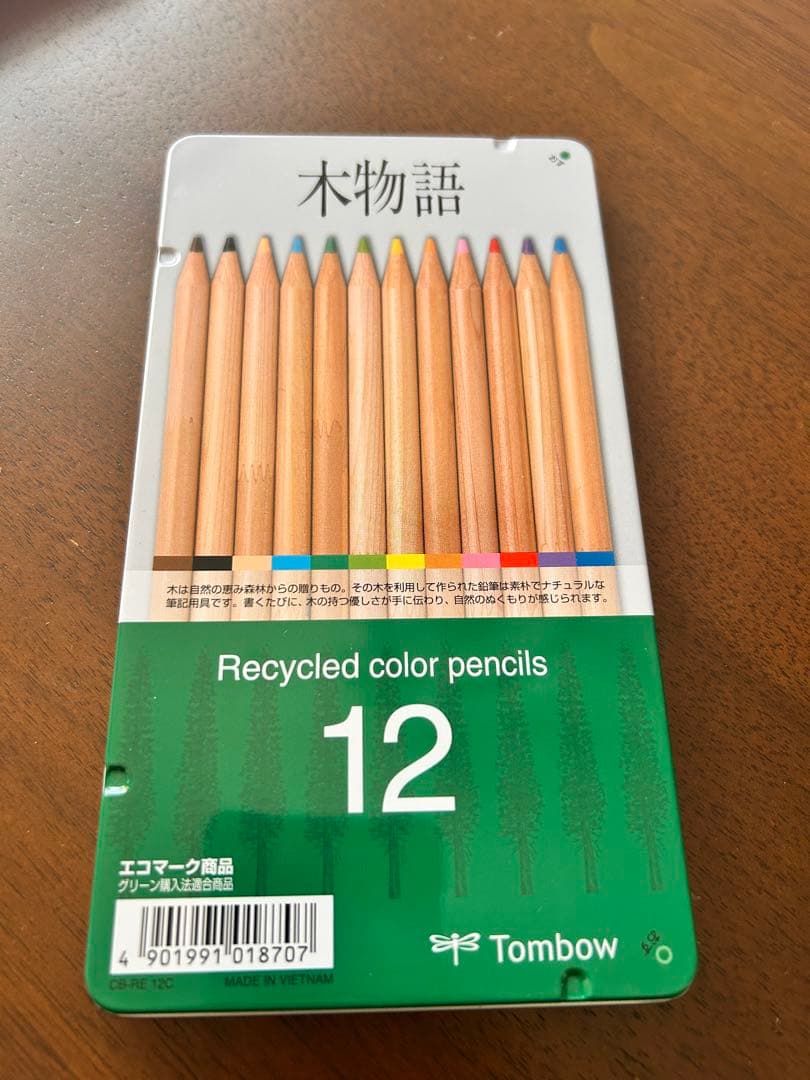 木物語
おす
木は自然の恵み森林からの贈りもの。その木を利用して作られた鉛筆は素朴でナチュラルな
筆記用具です。書くたびに、木の持つ優しさが手に伝わり、自然のぬくもりが感じられます。
Recycled color pencils
12
エコマーク商品
グリーン購入法適合商品
4 901991 018707
Tombow
おす
CB-RE 12C
MADE IN VIETNAM